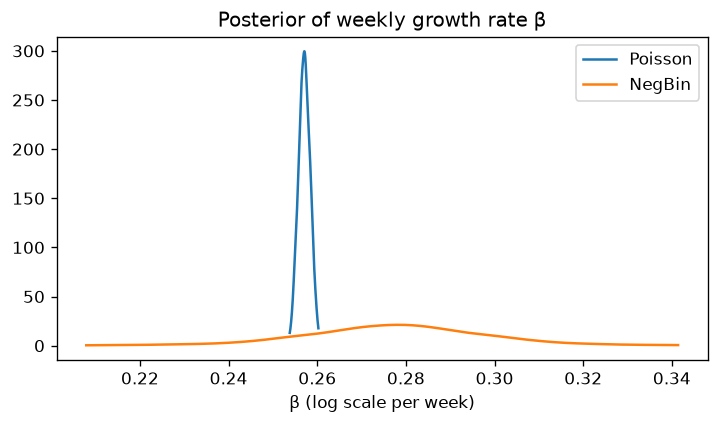 Posterior of weekly growth rate β
300
250
200
150
100
50
0
Poisson
NegBin
0.22 0.24 0.26 0.28 0.30 0.32 0.34
β (log scale per week)